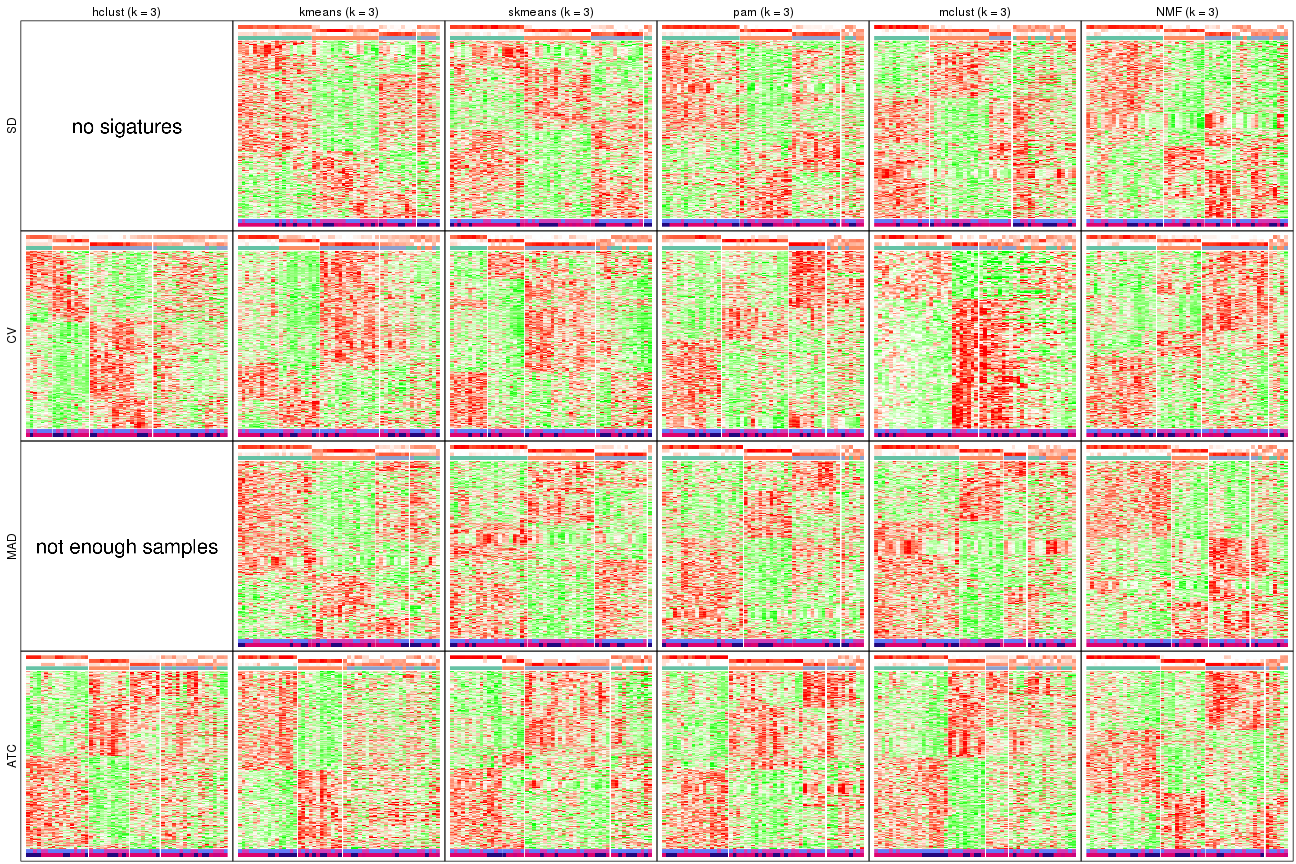 hclust (k = 3) kmeans (k = 3) skmeans (k = 3) pam (k = 3) mclust (k = 3) NMF (k = 3)
SD
no sigatures
CV
MAD
not enough samples
ATC